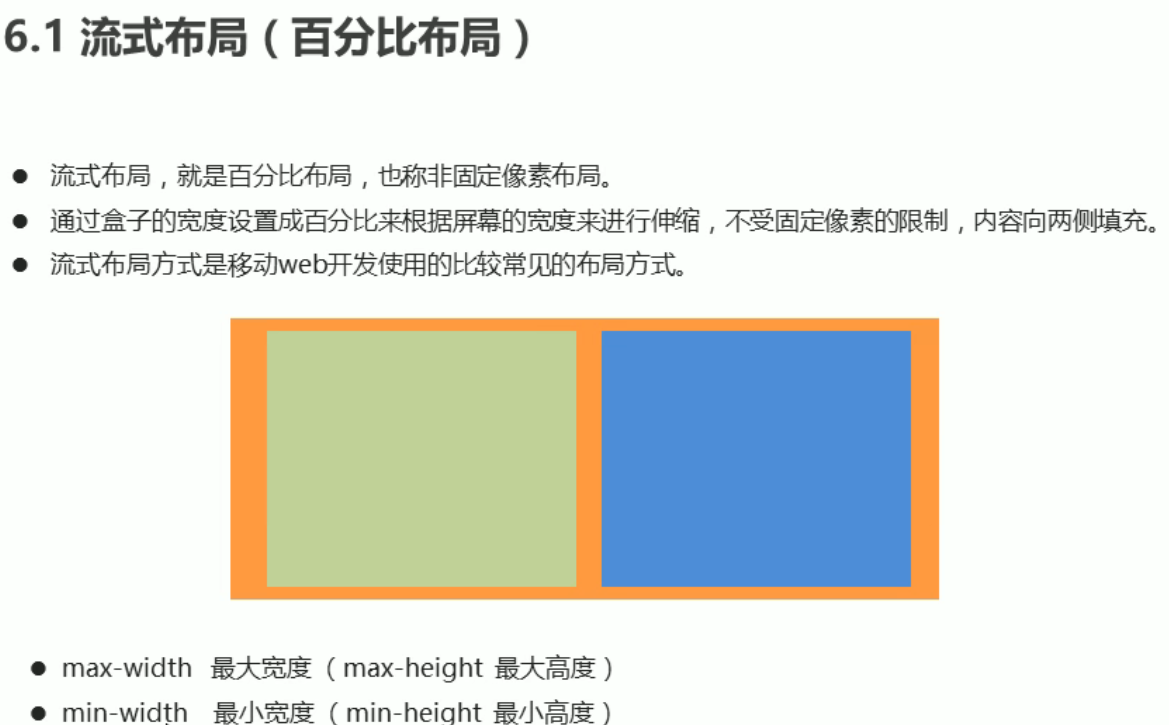 6.1 流式布局（百分比布局）
● 流式布局，就是百分比布局，也称非固定像素布局。
● 通过盒子的宽度设置成百分比来根据屏幕的宽度来进行伸缩，不受固定像素的限制，内容向两侧填充。
● 流式布局方式是移动web开发使用的比较常见的布局方式。
● max-width 最大宽度（max-height 最大高度）
● min-width 最小宽度（min-height 最小高度）